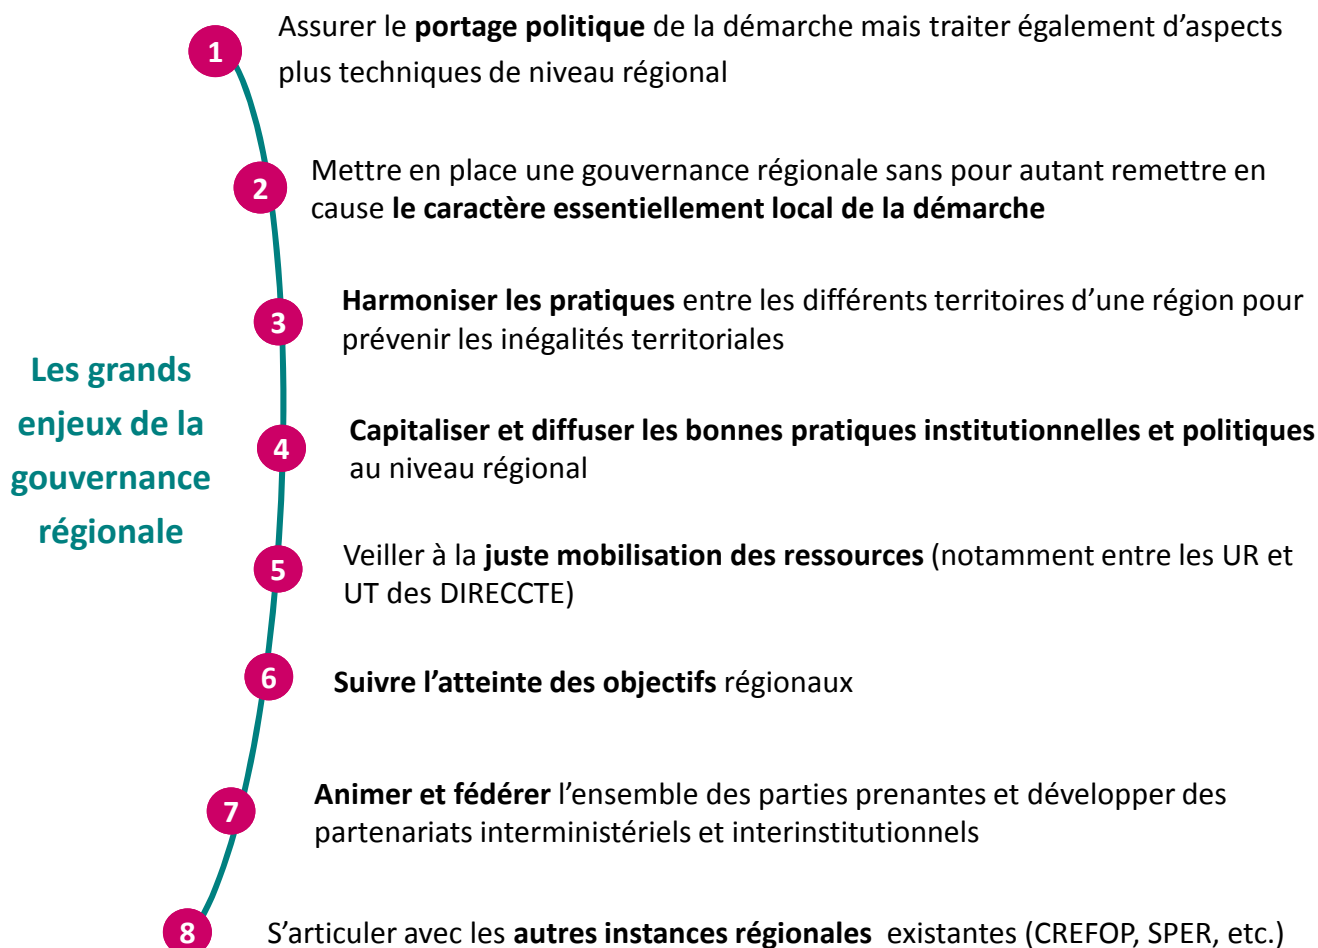 1
Assurer le portage politique de la démarche mais traiter également d’aspects
plus techniques de niveau régional
2
Mettre en place une gouvernance régionale sans pour autant remettre en
cause le caractère essentiellement local de la démarche
3
Harmoniser les pratiques entre les différents territoires d’une région pour
prévenir les inégalités territoriales
Les grands
enjeux de la
gouvernance
régionale
4
Capitaliser et diffuser les bonnes pratiques institutionnelles et politiques
au niveau régional
5
Veiller à la juste mobilisation des ressources (notamment entre les UR et
UT des DIRECCTE)
6
Suivre l’atteinte des objectifs régionaux
7
Animer et fédérer l’ensemble des parties prenantes et développer des
partenariats interministériels et interinstitutionnels
8
S’articuler avec les autres instances régionales existantes (CREFOP, SPER, etc.)